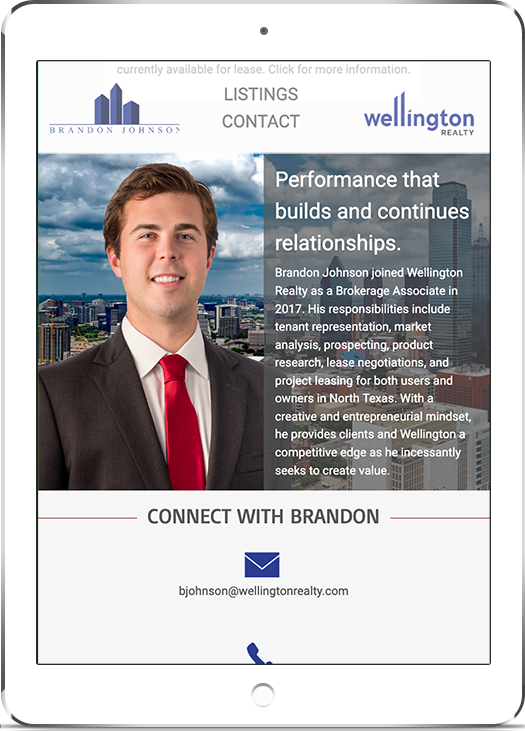 currently available for lease. Click for more information.
LISTINGS
CONTACT
BRANDON JOHNSON
wellington
REALTY
Performance that
builds and continues
relationships.
Brandon Johnson joined Wellington
Realty as a Brokerage Associate in
2017. His responsibilities include
tenant representation, market
analysis, prospecting, product
research, lease negotiations, and
project leasing for both users and
owners in North Texas. With a
creative and entrepreneurial mindset,
he provides clients and Wellington a
competitive edge as he incessantly
seeks to create value.
CONNECT WITH BRANDON
bjohnson@wellingtonrealty.com